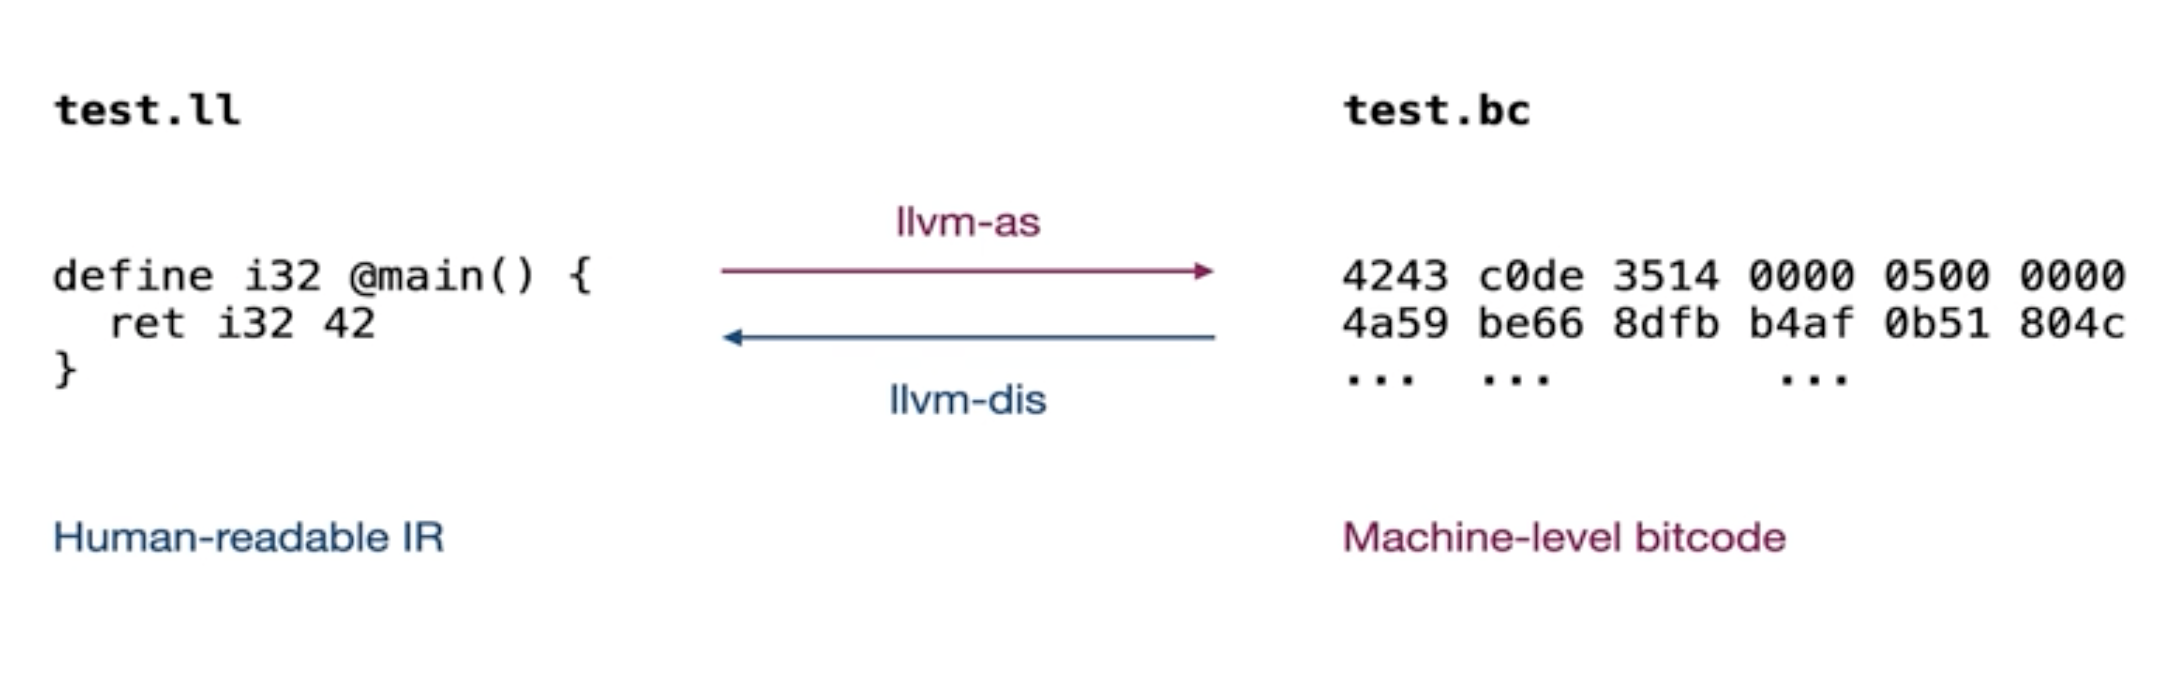 test.ll
test.bc
llvm-as
define i32 @main() {
  ret i32 42
}
4243 c0de 3514 0000 0500 0000
4a59 be66 8dfb b4af 0b51 804c
... ... ...
llvm-dis
Human-readable IR
Machine-level bitcode